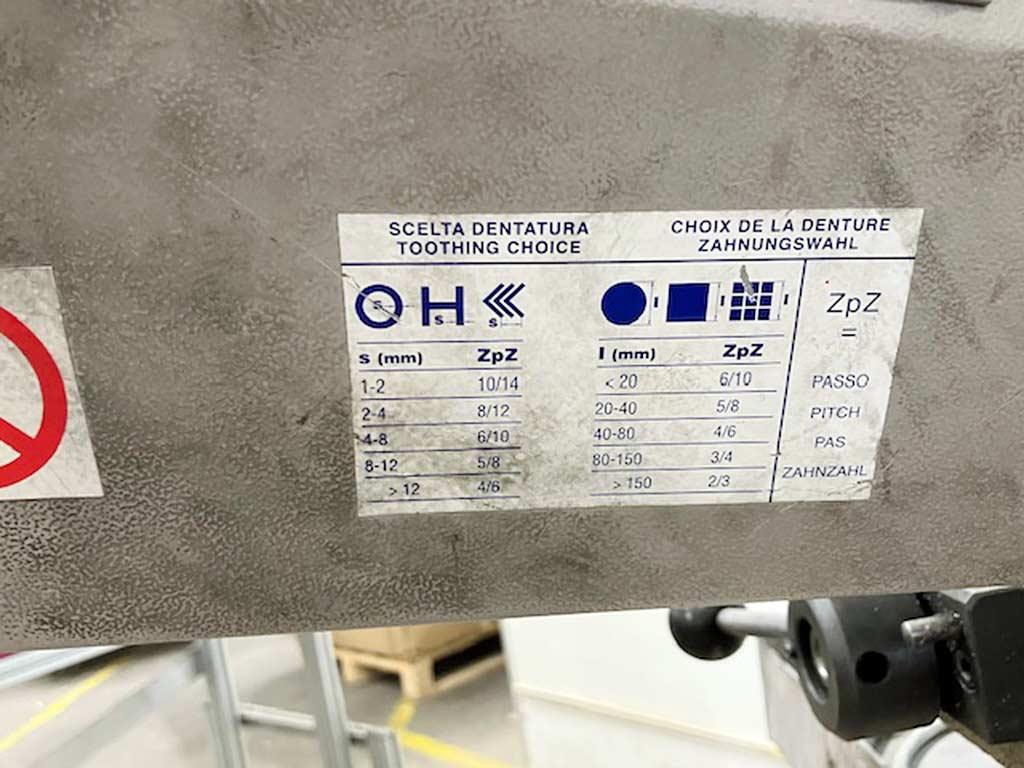 SCELTA DENTATURA
TOOTHING CHOICE
CHOIX DE LA DENTURE
ZAHNUNGSWAHL
s
s
s
s (mm) ZpZ
1-2 10/14
2-4 8/12
4-8 6/10
8-12 5/8
> 12 4/6
l (mm) ZpZ
< 20 6/10
20-40 5/8
40-80 4/6
80-150 3/4
> 150 2/3
ZpZ
=
PASSO
PITCH
PAS
ZAHNZAHL